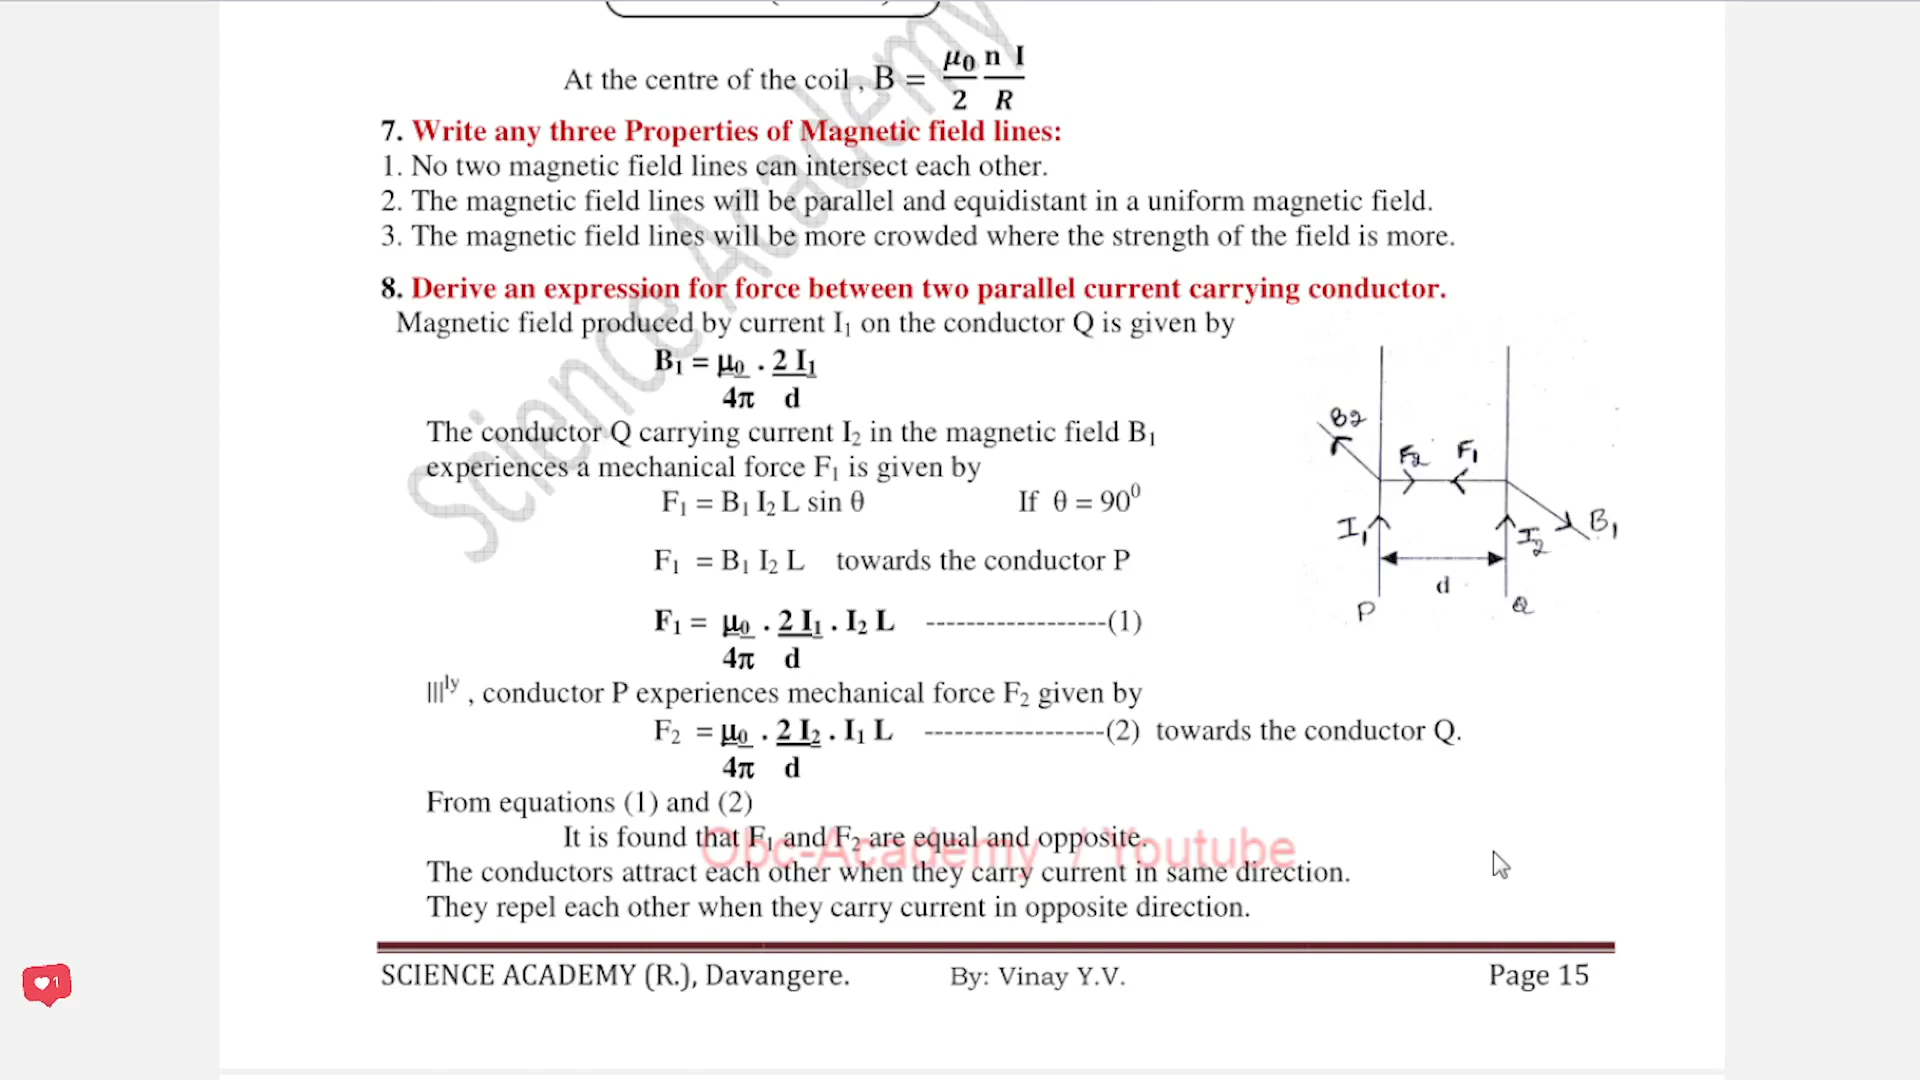 At the centre of the coil , B = μ0 n I
2 R
7. Write any three Properties of Magnetic field lines:
1. No two magnetic field lines can intersect each other.
2. The magnetic field lines will be parallel and equidistant in a uniform magnetic field.
3. The magnetic field lines will be more crowded where the strength of the field is more.
8. Derive an expression for force between two parallel current carrying conductor.
Magnetic field produced by current I₁ on the conductor Q is given by
B₁ = μ₀ . 2 I₁
4π d
The conductor Q carrying current I₂ in the magnetic field B₁
experiences a mechanical force F₁ is given by
F₁ = B₁ I₂ L sin θ If θ = 90⁰
F₁ = B₁ I₂ L towards the conductor P
F₁ = μ₀ . 2 I₁ . I₂ L ------------------(1)
4π d
|||ly , conductor P experiences mechanical force F₂ given by
F₂ = μ₀ . 2 I₂ . I₁ L ------------------(2) towards the conductor Q.
4π d
From equations (1) and (2)
It is found that F₁ and F₂ are equal and opposite.
The conductors attract each other when they carry current in same direction.
They repel each other when they carry current in opposite direction.
B2
F2 F1
I1 I2 B1
d
P Q
Science Academy
Obc-Academy / Youtube
SCIENCE ACADEMY (R.), Davangere. By: Vinay Y.V. Page 15
1